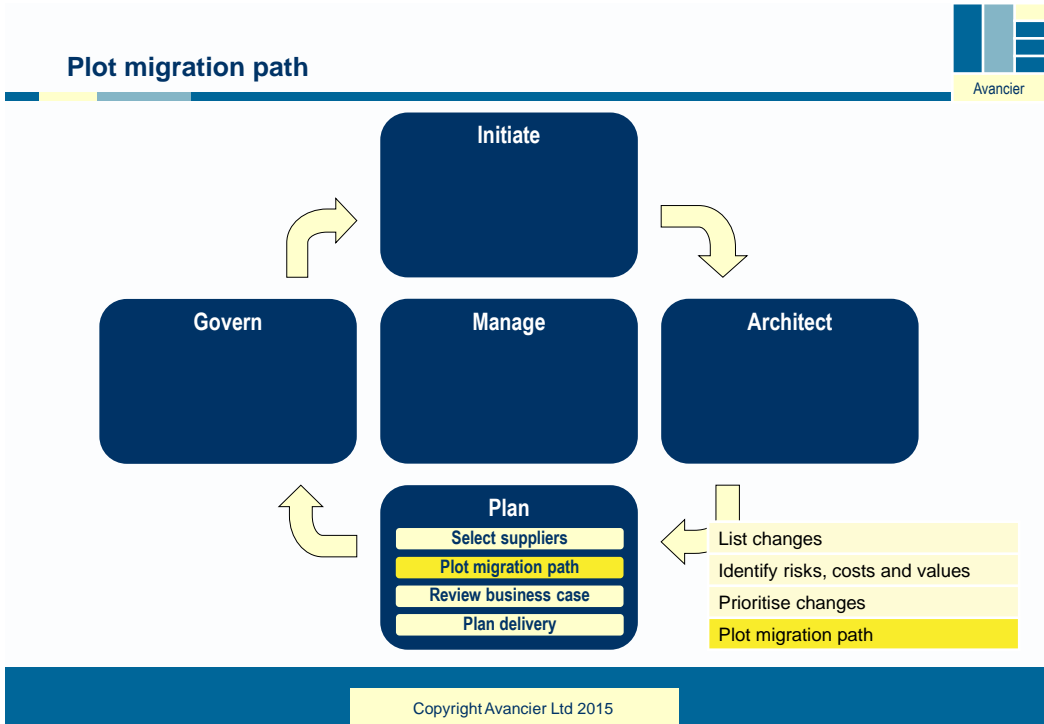 Plot migration path
Avancier
Initiate
Govern
Manage
Architect
Plan
Select suppliers
Plot migration path
Review business case
Plan delivery
List changes
Identify risks, costs and values
Prioritise changes
Plot migration path
Copyright Avancier Ltd 2015